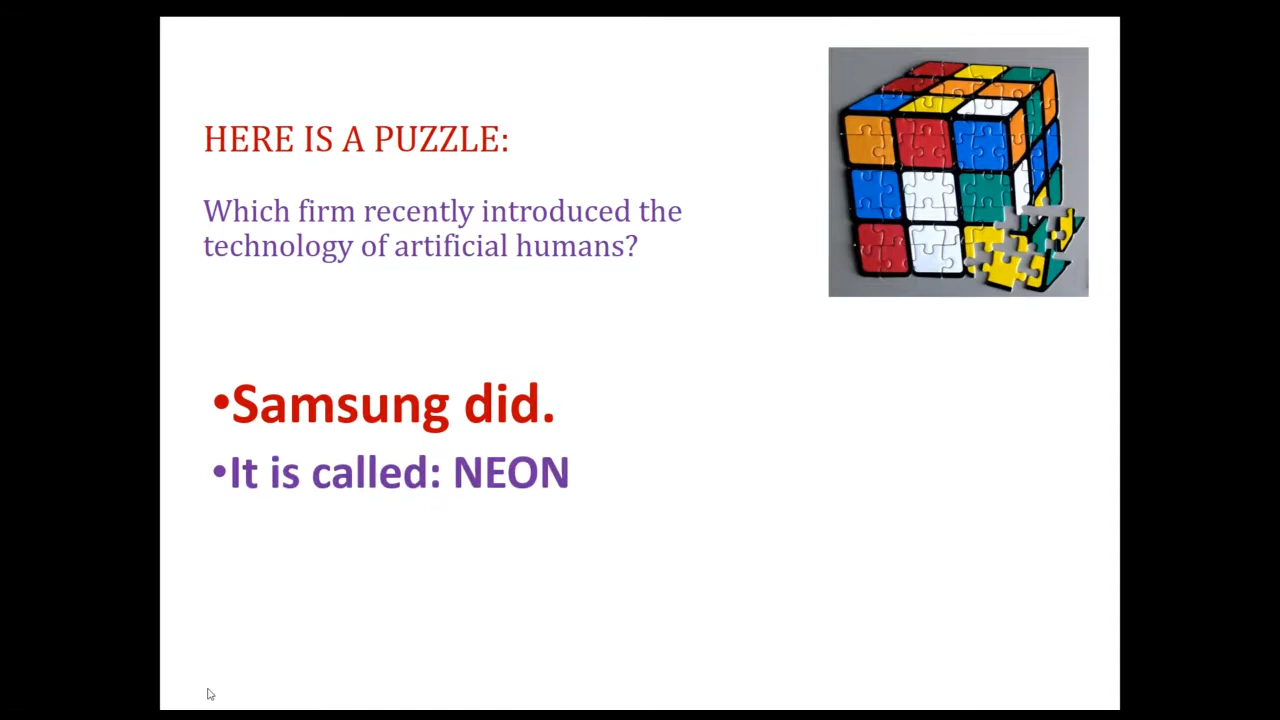 HERE IS A PUZZLE:
Which firm recently introduced the
technology of artificial humans?
•Samsung did.
•It is called: NEON